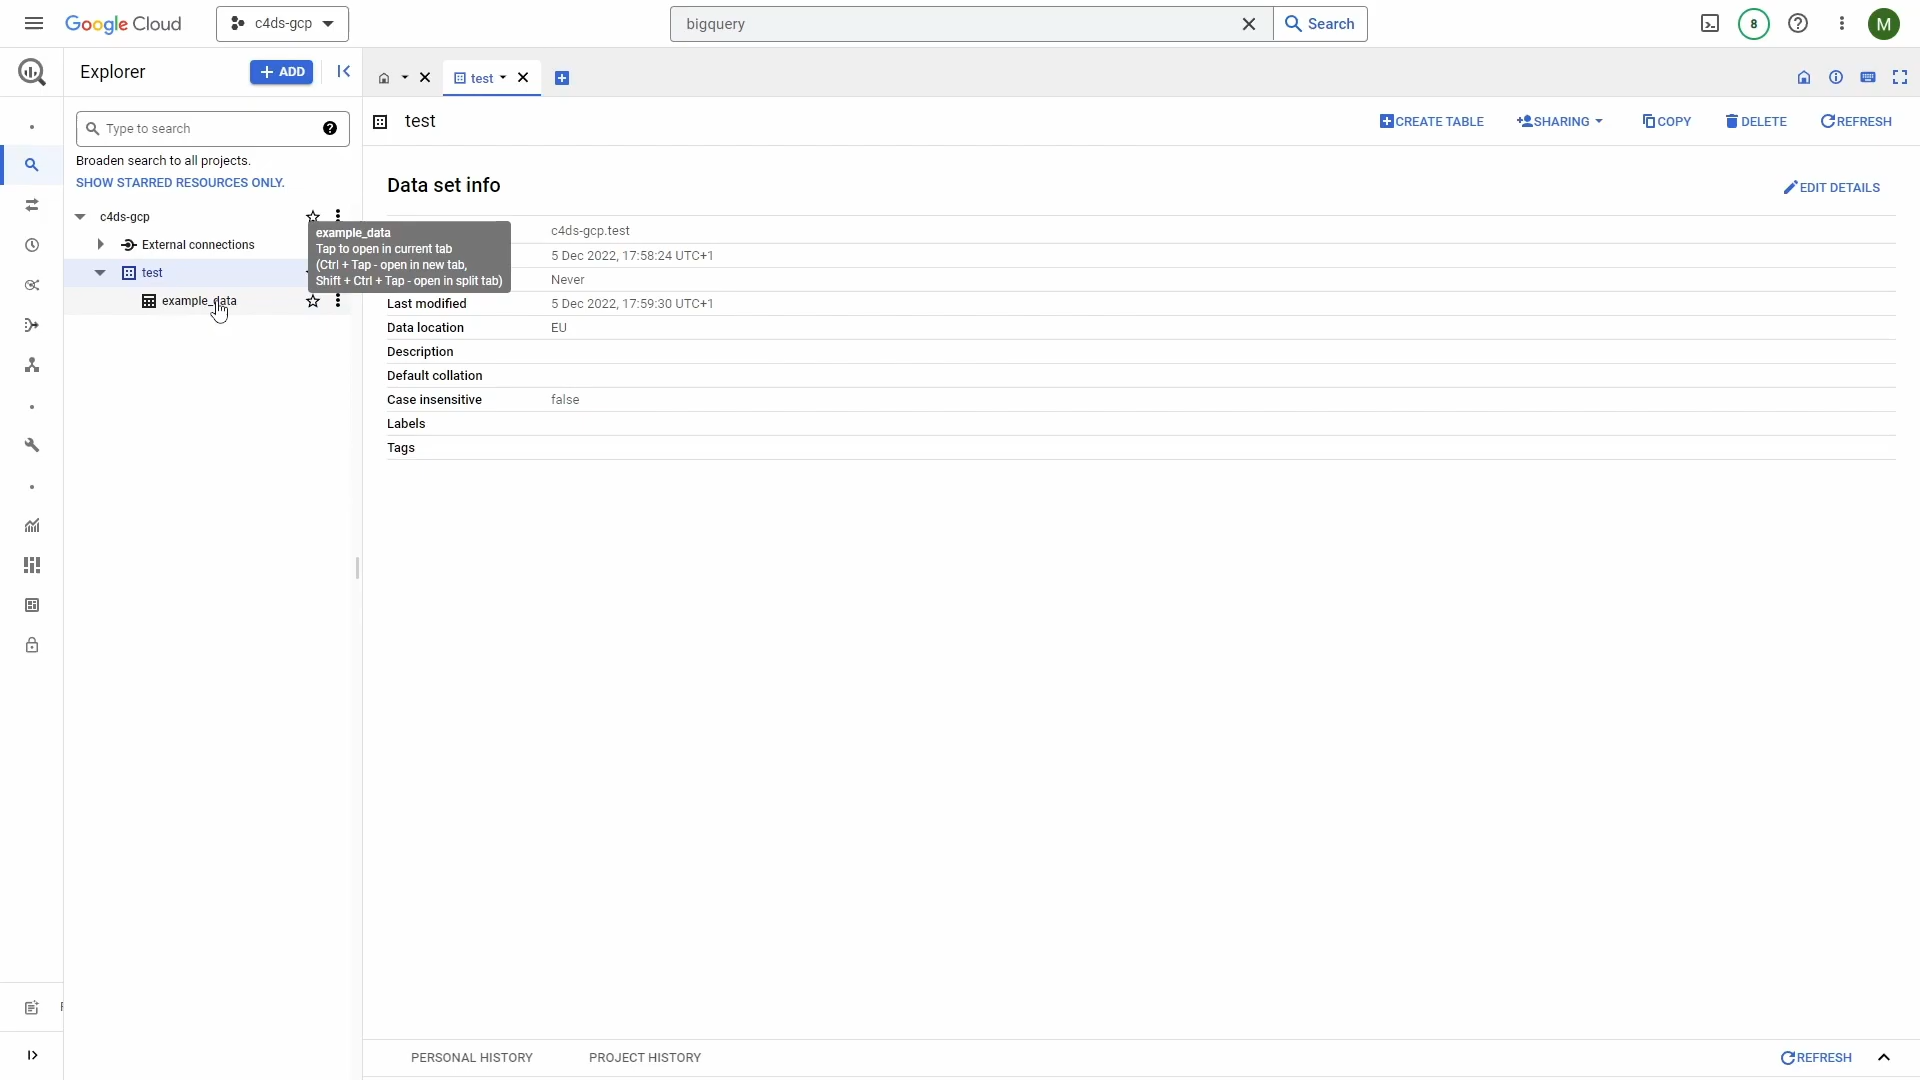 Google Cloud
c4ds-gcp
bigquery
Search
8
M
Explorer
ADD
test
Type to search
Broaden search to all projects.
SHOW STARRED RESOURCES ONLY.
c4ds-gcp
External connections
test
example_data
example_data
Tap to open in current tab
(Ctrl + Tap - open in new tab,
Shift + Ctrl + Tap - open in split tab)
test
CREATE TABLE
SHARING
COPY
DELETE
REFRESH
Data set info
EDIT DETAILS
c4ds-gcp.test
5 Dec 2022, 17:58:24 UTC+1
Never
Last modified 5 Dec 2022, 17:59:30 UTC+1
Data location EU
Description
Default collation
Case insensitive false
Labels
Tags
PERSONAL HISTORY
PROJECT HISTORY
REFRESH